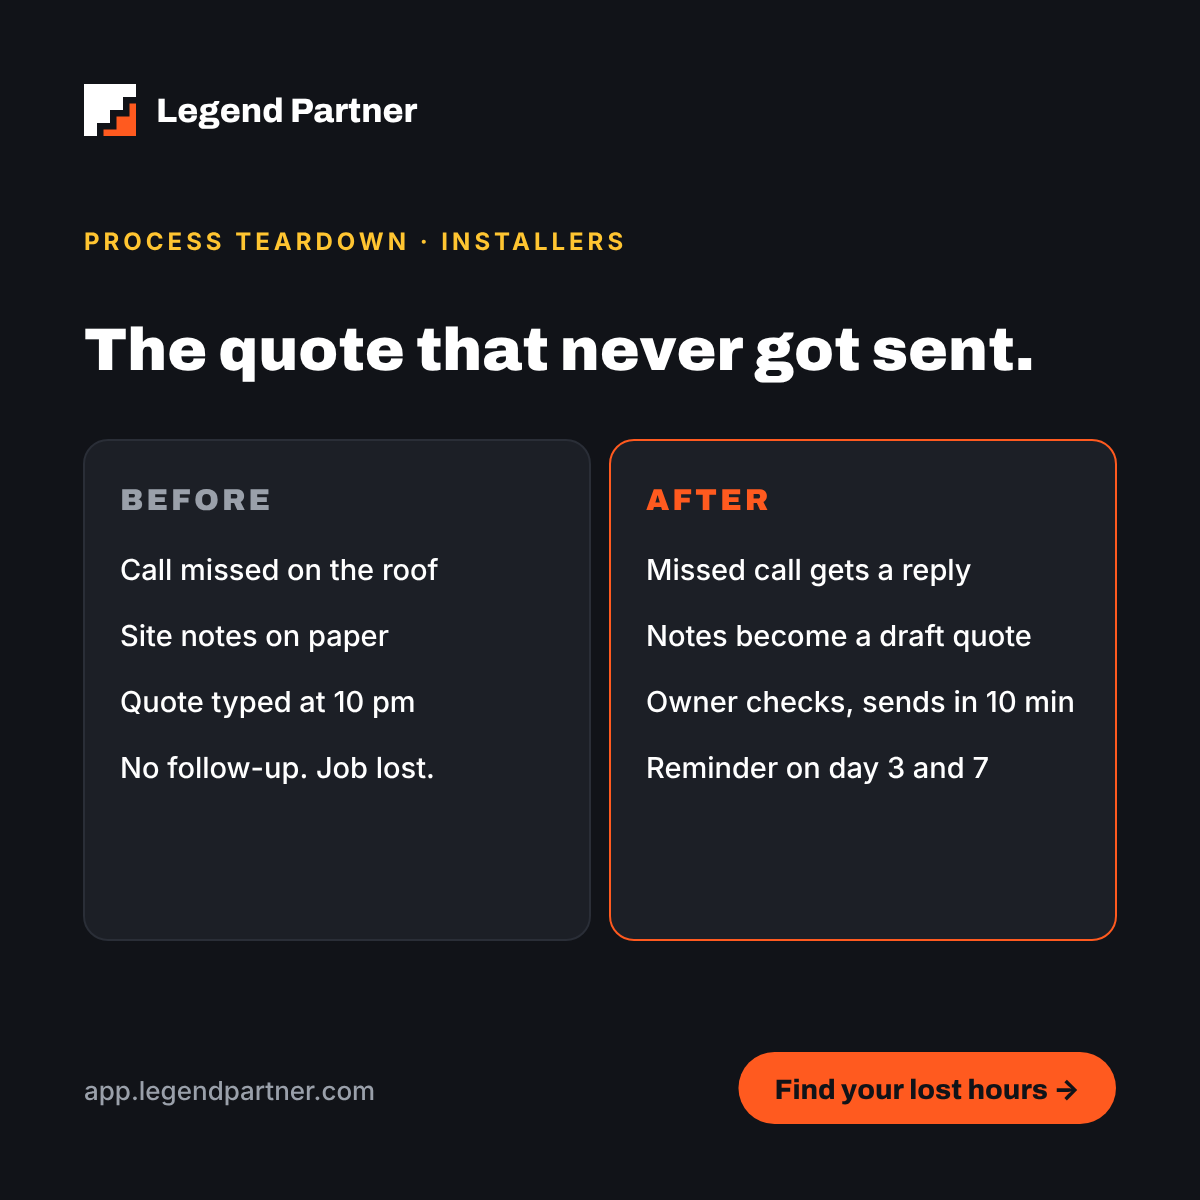 Legend Partner
PROCESS TEARDOWN · INSTALLERS
The quote that never got sent.
BEFORE
Call missed on the roof
Site notes on paper
Quote typed at 10 pm
No follow-up. Job lost.
AFTER
Missed call gets a reply
Notes become a draft quote
Owner checks, sends in 10 min
Reminder on day 3 and 7
app.legendpartner.com
Find your lost hours →